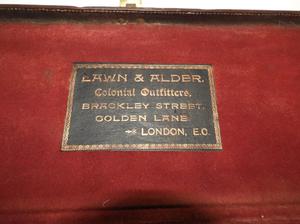 LAWN & ALDER.
Colonial Outfitters,
BRACKLEY STREET,
GOLDEN LANE
LONDON, E.C.